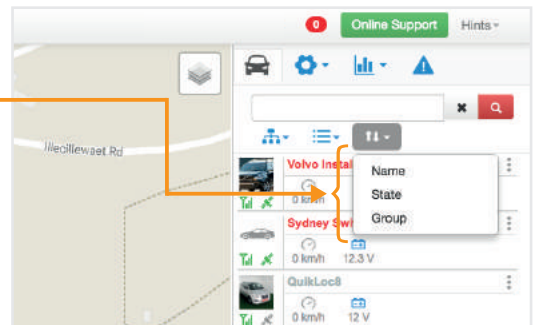 0 Online Support Hints
Illecillewaet Rd
Volvo Instal
0 km/h
Name
State
Group
Sydney Swi
0 km/h 12.3 V
QuikLoc8
0 km/h 12 V